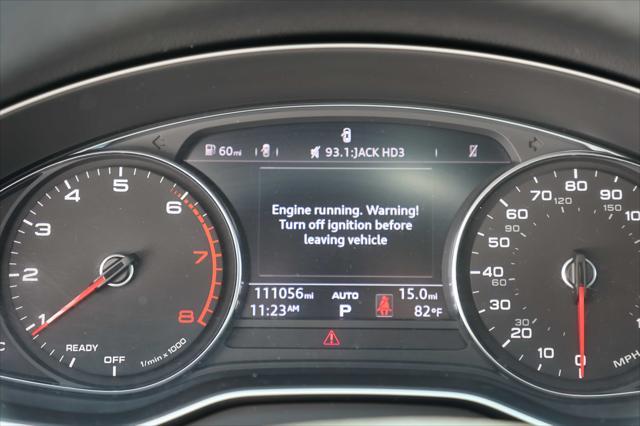 60mi
93.1:JACK HD3
Engine running. Warning!
Turn off ignition before
leaving vehicle
111056mi
AUTO
15.0mi
11:23AM
P
82°F
1
2
3
4
5
6
7
8
READY
OFF
1/min x1000
0
10
20
30
40
50
60
70
80
90
30
60
90
120
150
MPH